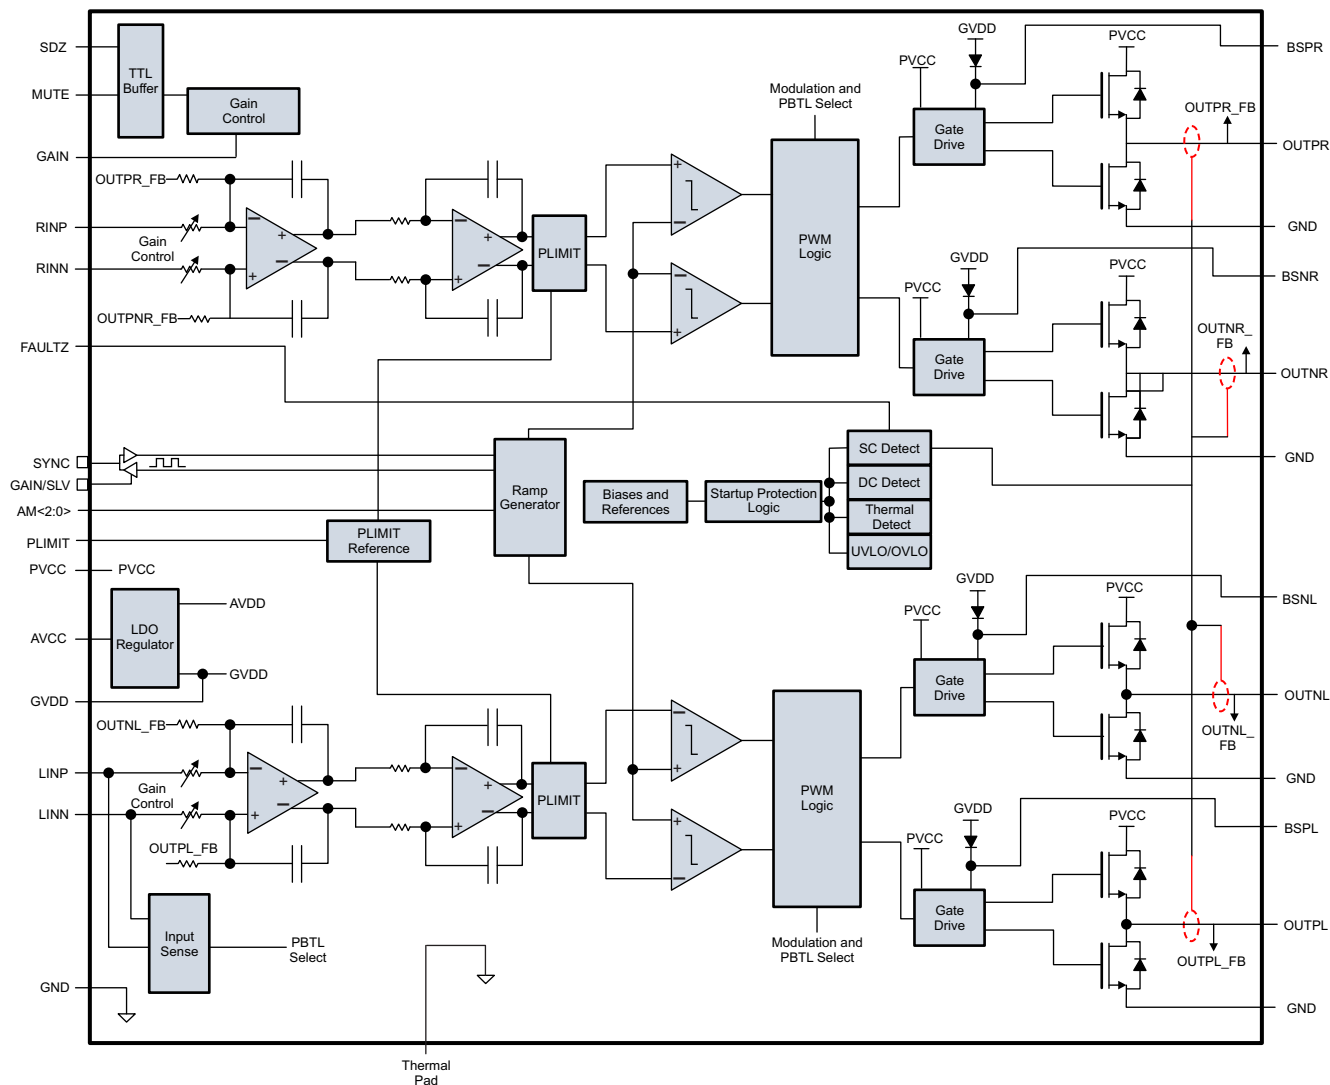 SDZ
MUTE
GAIN
TTL
Buffer
Gain
Control
OUTPR_FB
RINP
Gain
Control
RINN
OUTPNR_FB
FAULTZ
+
+
PLIMIT
Modulation and
PBTL Select
PWM
Logic
GVDD
PVCC
Gate
Drive
PVCC
BSPR
OUTPR_FB
OUTPR
GND
GVDD
PVCC
Gate
Drive
PVCC
BSNR
OUTNR_
FB
OUTNR
GND
SYNC
GAIN/SLV
AM<2:0>
PLIMIT
PVCC
PVCC
PLIMIT
Reference
Ramp
Generator
Biases and
References
Startup Protection
Logic
SC Detect
DC Detect
Thermal
Detect
UVLO/OVLO
AVCC
LDO
Regulator
AVDD
GVDD
GVDD
OUTNL_FB
LINP
Gain
Control
LINN
OUTPL_FB
PLIMIT
PWM
Logic
Modulation and
PBTL Select
GVDD
PVCC
Gate
Drive
PVCC
BSNL
OUTNL
OUTNL_
FB
GND
GVDD
PVCC
Gate
Drive
PVCC
BSPL
OUTPL
OUTPL_FB
GND
Input
Sense
PBTL
Select
GND
Thermal
Pad